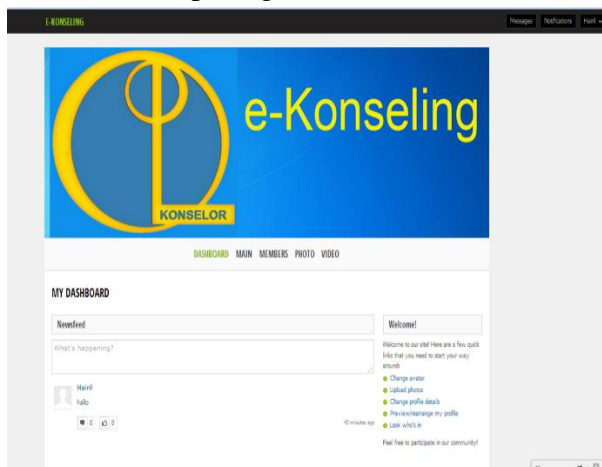 E-KONSELING
Messages Notifications Hairil
e-Konseling
KONSELOR
DASHBOARD MAIN MEMBERS PHOTO VIDEO
MY DASHBOARD
Newsfeed
What's happening?
Hairil
hallo
0 0
minutes ago
Welcome!
Welcome to our site! Here are a few quick
links that you need to start your way
around:
Change avatar
Upload photos
Change profile details
Preview/rearrange my profile
Look who's in
Feel free to participate in our community!